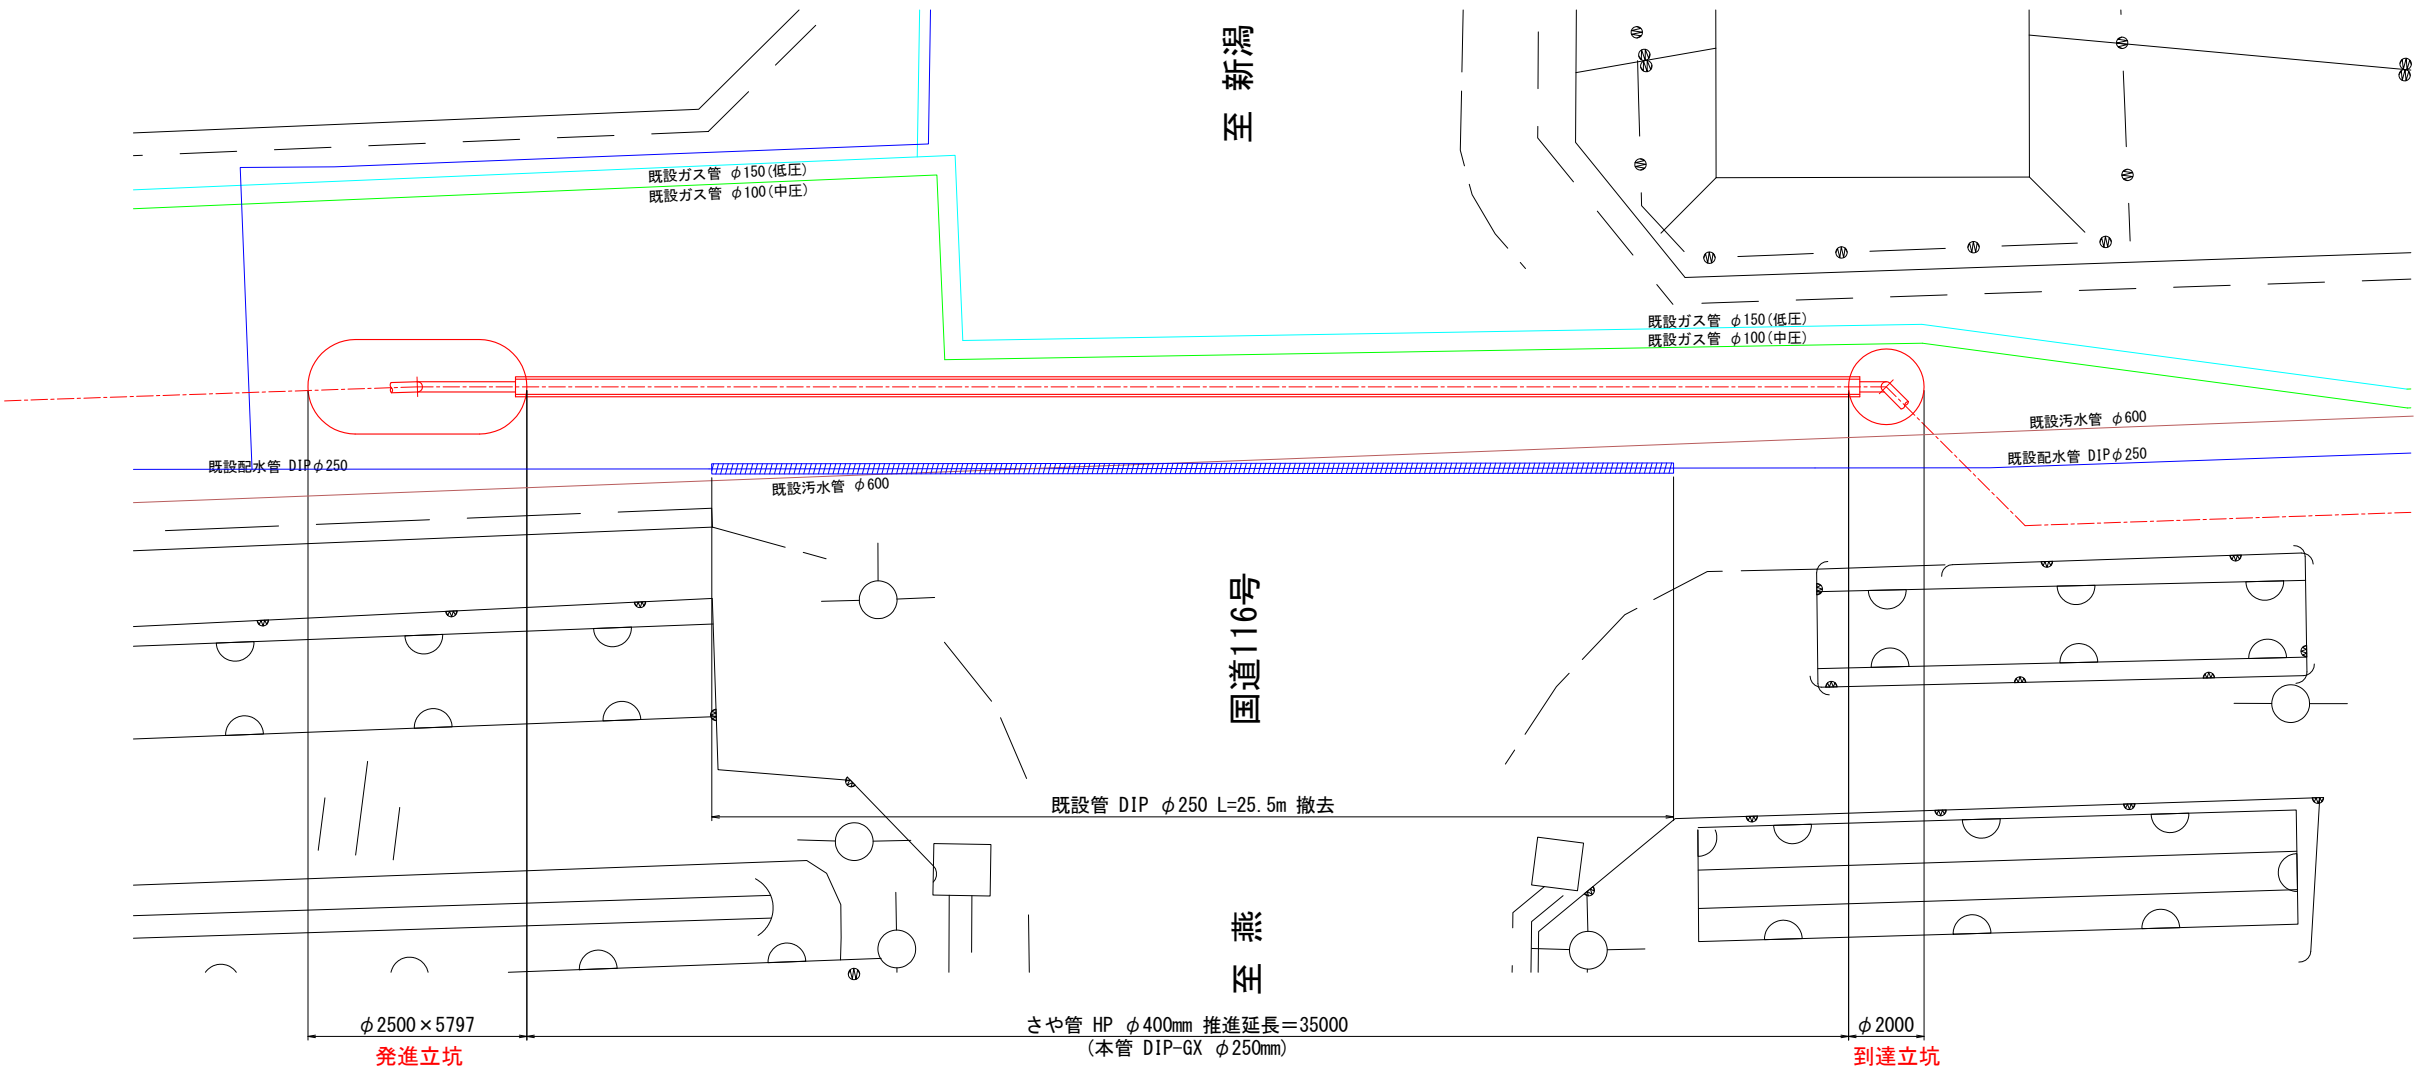 至 新潟
既設ガス管 φ150(低圧)
既設ガス管 φ100(中圧)
既設ガス管 φ150(低圧)
既設ガス管 φ100(中圧)
既設汚水管 φ600
既設配水管 DIPφ250
既設配水管 DIPφ250
既設汚水管 φ600
国道116号
既設管 DIP φ250 L=25.5m 撤去
至 燕
φ2500×5797
さや管 HP φ400mm 推進延長=35000
φ2000
発進立坑
(本管 DIP-GX φ250mm)
到達立坑